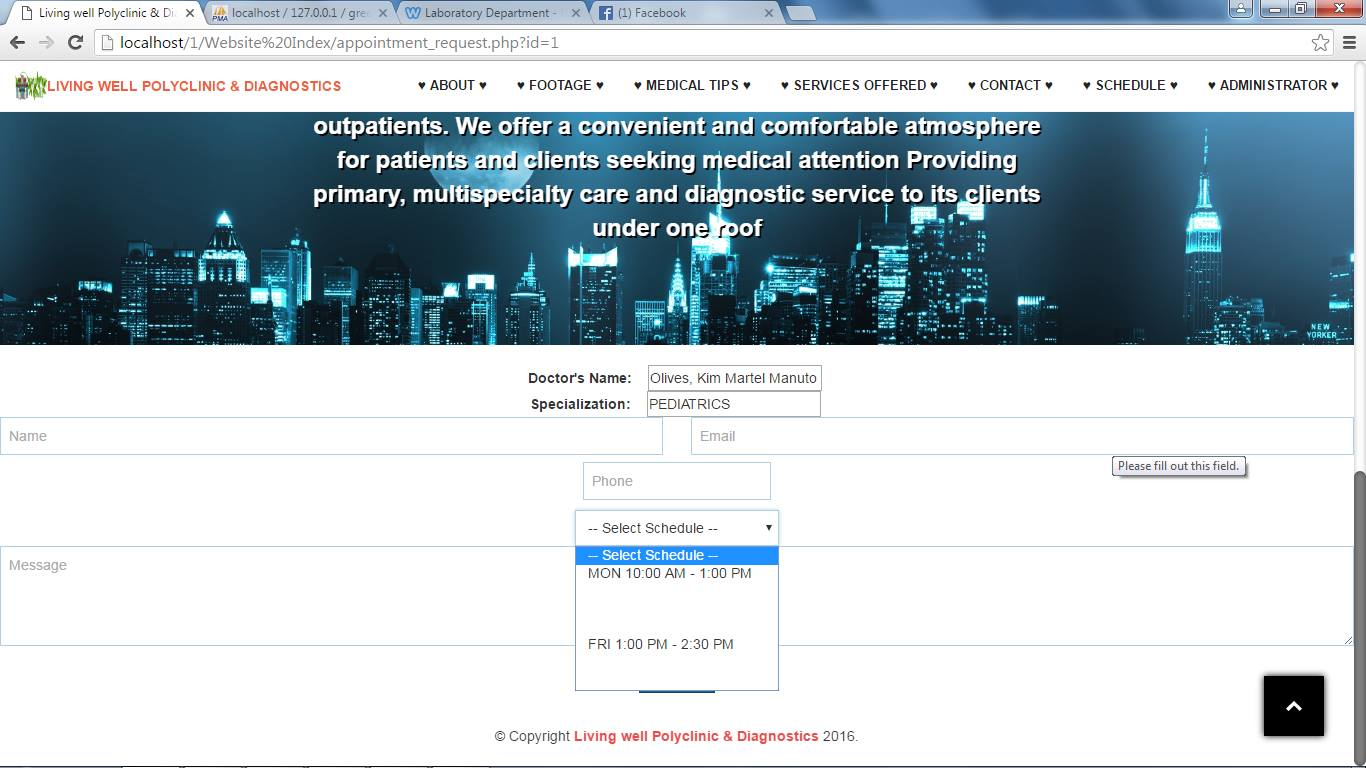 Living well Polyclinic & Di
localhost / 127.0.0.1 / gre
Laboratory Department -
(1) Facebook
localhost/1/Website%20Index/appointment_request.php?id=1
LIVING WELL POLYCLINIC & DIAGNOSTICS
♥ ABOUT ♥
♥ FOOTAGE ♥
♥ MEDICAL TIPS ♥
♥ SERVICES OFFERED ♥
♥ CONTACT ♥
♥ SCHEDULE ♥
♥ ADMINISTRATOR ♥
outpatients. We offer a convenient and comfortable atmosphere
for patients and clients seeking medical attention Providing
primary, multispecialty care and diagnostic service to its clients
under one roof
NEW
YORKER
Doctor's Name: Olives, Kim Martel Manuto
Specialization: PEDIATRICS
Name
Email
Please fill out this field.
Phone
-- Select Schedule --
-- Select Schedule --
Message
MON 10:00 AM - 1:00 PM
FRI 1:00 PM - 2:30 PM
© Copyright Living well Polyclinic & Diagnostics 2016.